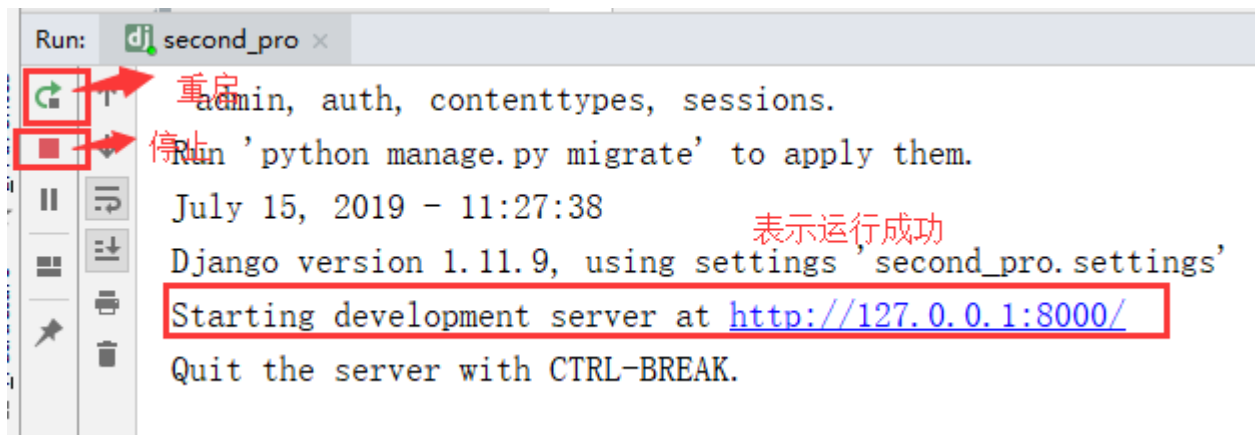 Run: dj second_pro ×
重启
admin, auth, contenttypes, sessions.
停止
Run 'python manage.py migrate' to apply them.
July 15, 2019 - 11:27:38
表示运行成功
Django version 1.11.9, using settings 'second_pro.settings'
Starting development server at http://127.0.0.1:8000/
Quit the server with CTRL-BREAK.